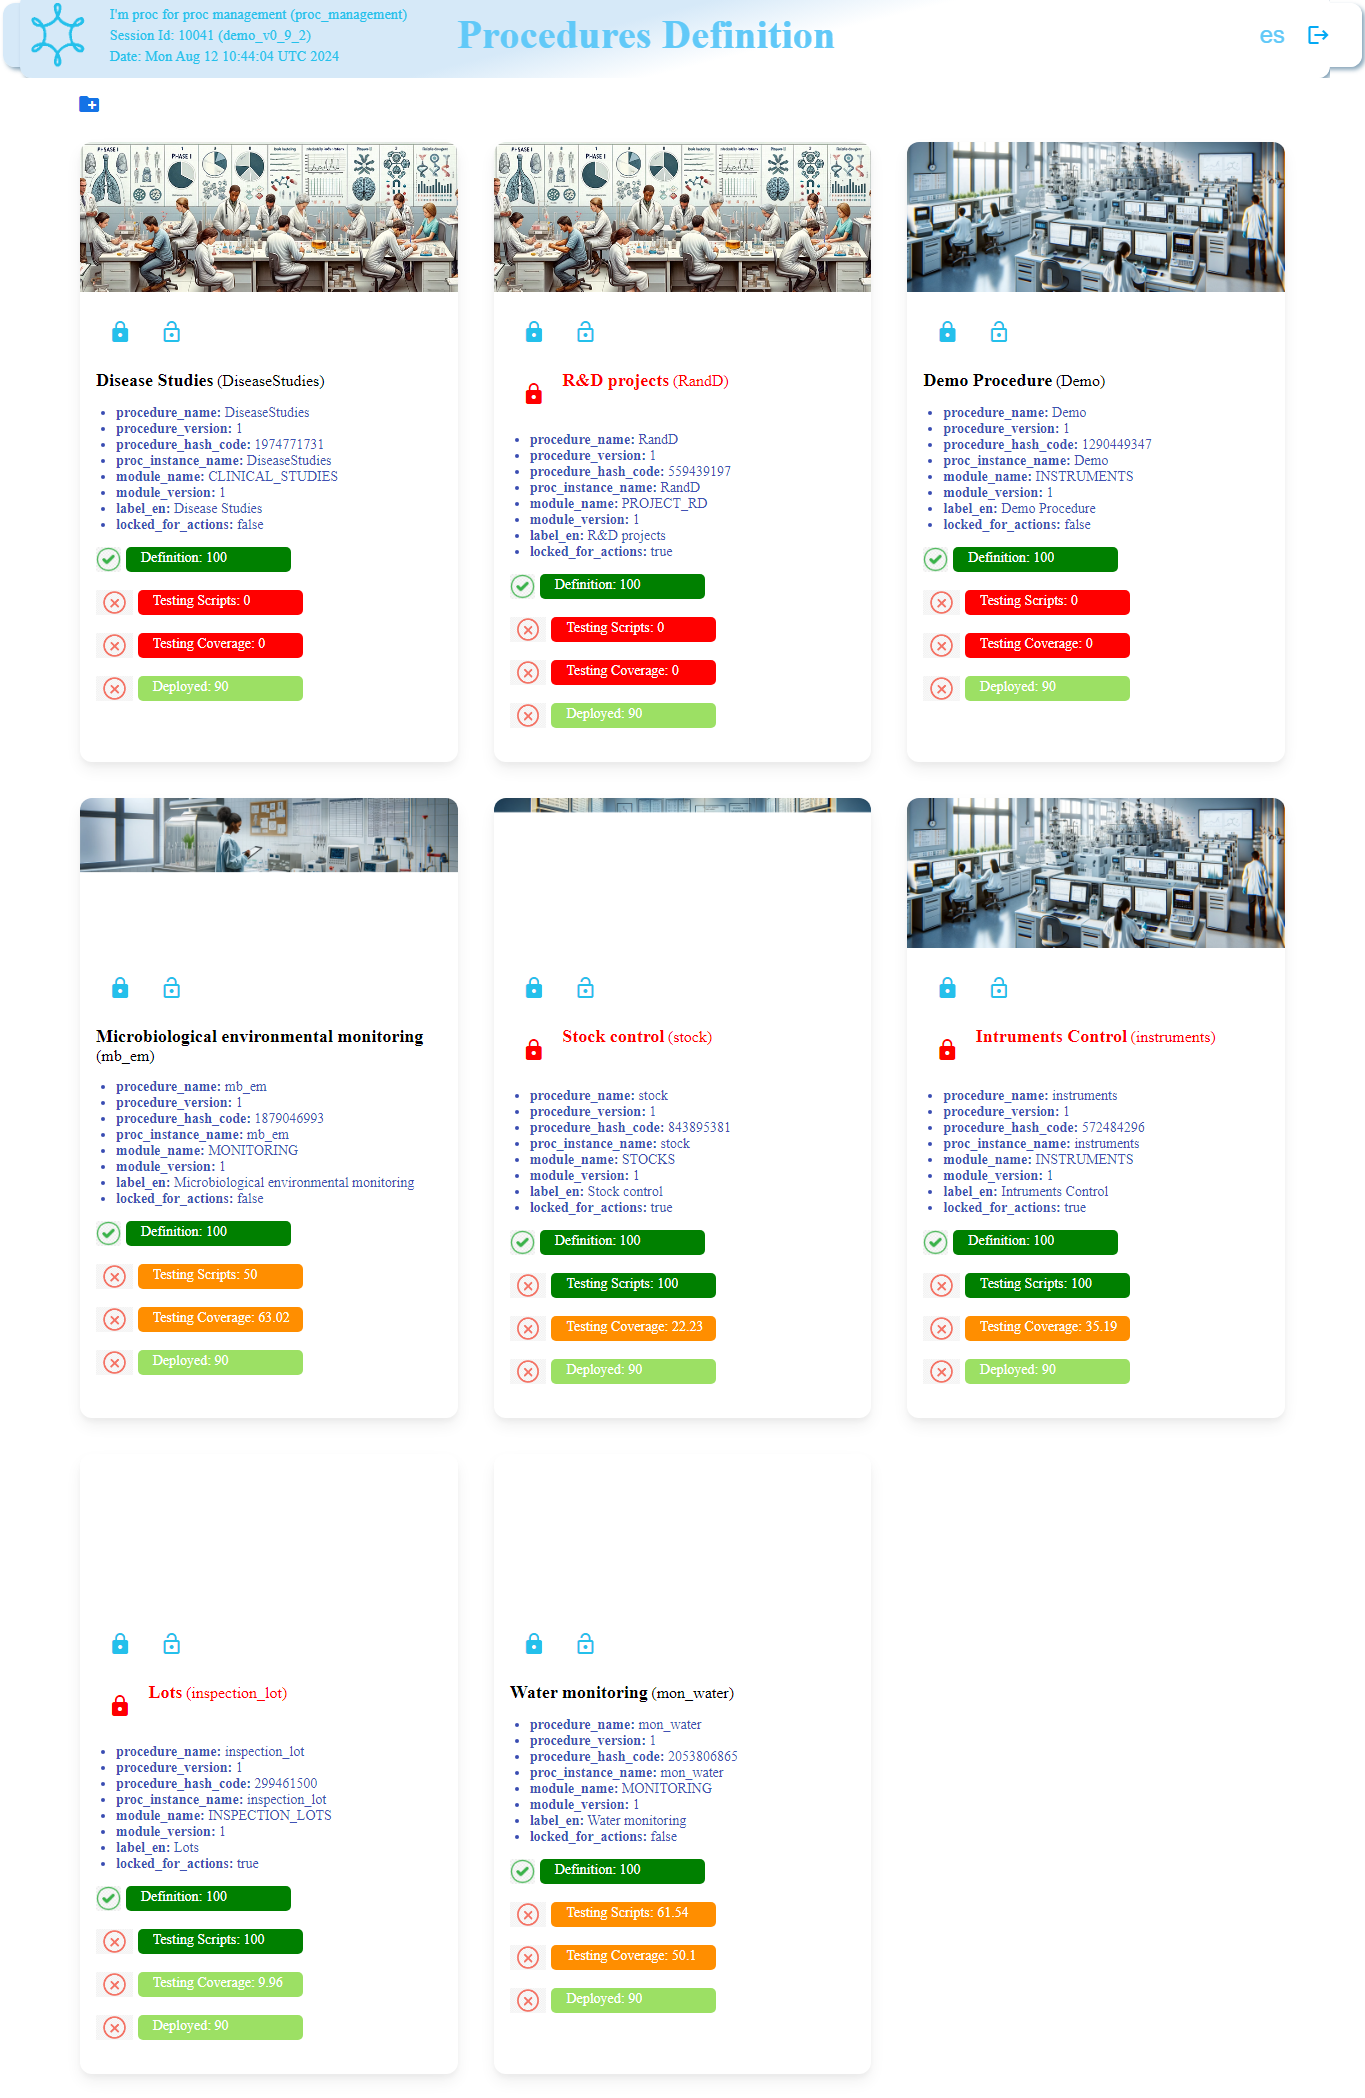 I'm proc for proc management (proc_management)
Session Id: 10041 (demo_v0_9_2)
Date: Mon Aug 12 10:44:04 UTC 2024
Procedures Definition
es
PHASE I
PHASE I
Disease Studies (DiseaseStudies)
procedure_name: DiseaseStudies
procedure_version: 1
procedure_hash_code: 1974771731
proc_instance_name: DiseaseStudies
module_name: CLINICAL_STUDIES
module_version: 1
label_en: Disease Studies
locked_for_actions: false
Definition: 100
Testing Scripts: 0
Testing Coverage: 0
Deployed: 90
R&D projects (RandD)
procedure_name: RandD
procedure_version: 1
procedure_hash_code: 559439197
proc_instance_name: RandD
module_name: PROJECT_RD
module_version: 1
label_en: R&D projects
locked_for_actions: true
Definition: 100
Testing Scripts: 0
Testing Coverage: 0
Deployed: 90
Demo Procedure (Demo)
procedure_name: Demo
procedure_version: 1
procedure_hash_code: 1290449347
proc_instance_name: Demo
module_name: INSTRUMENTS
module_version: 1
label_en: Demo Procedure
locked_for_actions: false
Definition: 100
Testing Scripts: 0
Testing Coverage: 0
Deployed: 90
Microbiological environmental monitoring
(mb_em)
procedure_name: mb_em
procedure_version: 1
procedure_hash_code: 1879046993
proc_instance_name: mb_em
module_name: MONITORING
module_version: 1
label_en: Microbiological environmental monitoring
locked_for_actions: false
Definition: 100
Testing Scripts: 50
Testing Coverage: 63.02
Deployed: 90
Stock control (stock)
procedure_name: stock
procedure_version: 1
procedure_hash_code: 843895381
proc_instance_name: stock
module_name: STOCKS
module_version: 1
label_en: Stock control
locked_for_actions: true
Definition: 100
Testing Scripts: 100
Testing Coverage: 22.23
Deployed: 90
Intruments Control (instruments)
procedure_name: instruments
procedure_version: 1
procedure_hash_code: 572484296
proc_instance_name: instruments
module_name: INSTRUMENTS
module_version: 1
label_en: Intruments Control
locked_for_actions: true
Definition: 100
Testing Scripts: 100
Testing Coverage: 35.19
Deployed: 90
Lots (inspection_lot)
procedure_name: inspection_lot
procedure_version: 1
procedure_hash_code: 299461500
proc_instance_name: inspection_lot
module_name: INSPECTION_LOTS
module_version: 1
label_en: Lots
locked_for_actions: true
Definition: 100
Testing Scripts: 100
Testing Coverage: 9.96
Deployed: 90
Water monitoring (mon_water)
procedure_name: mon_water
procedure_version: 1
procedure_hash_code: 2053806865
proc_instance_name: mon_water
module_name: MONITORING
module_version: 1
label_en: Water monitoring
locked_for_actions: false
Definition: 100
Testing Scripts: 61.54
Testing Coverage: 50.1
Deployed: 90